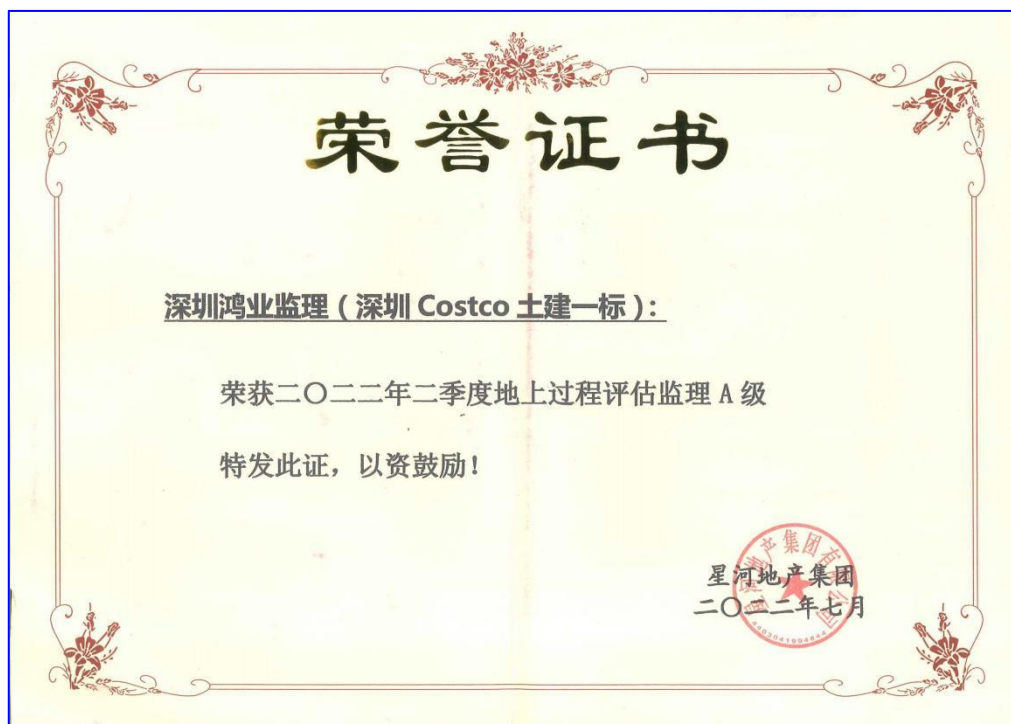 荣誉证书
深圳鸿业监理（深圳 Costco 土建一标）：
荣获二〇二二年二季度地上过程评估监理 A 级
特发此证，以资鼓励！
星河地产集团
二〇二二年七月